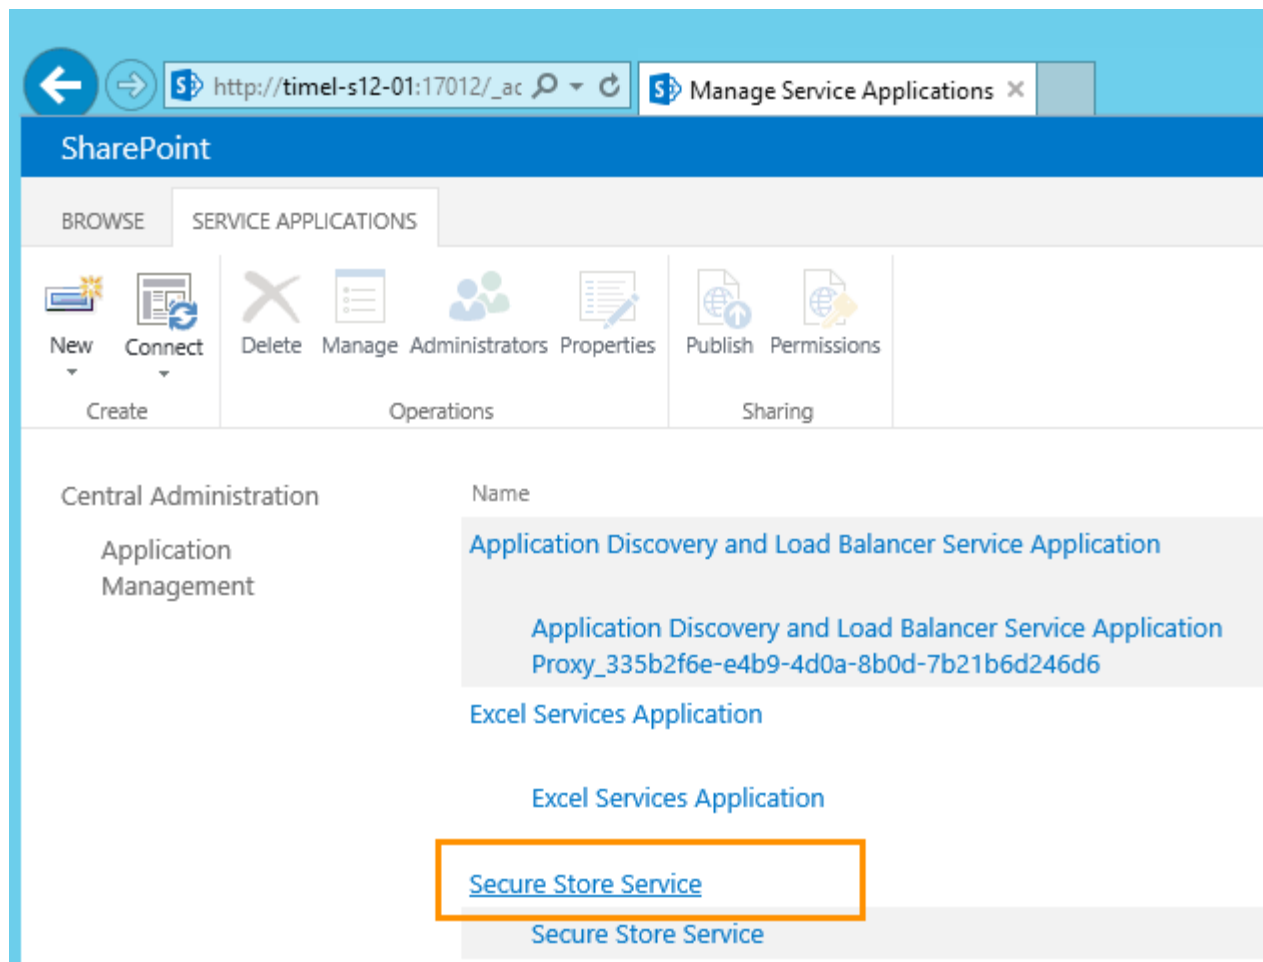 http://timel-s12-01:17012/_ac
Manage Service Applications
SharePoint
BROWSE
SERVICE APPLICATIONS
New
Connect
Delete
Manage
Administrators
Properties
Publish
Permissions
Create
Operations
Sharing
Central Administration
Application
Management
Name
Application Discovery and Load Balancer Service Application
Application Discovery and Load Balancer Service Application
Proxy_335b2f6e-e4b9-4d0a-8b0d-7b21b6d246d6
Excel Services Application
Excel Services Application
Secure Store Service
Secure Store Service